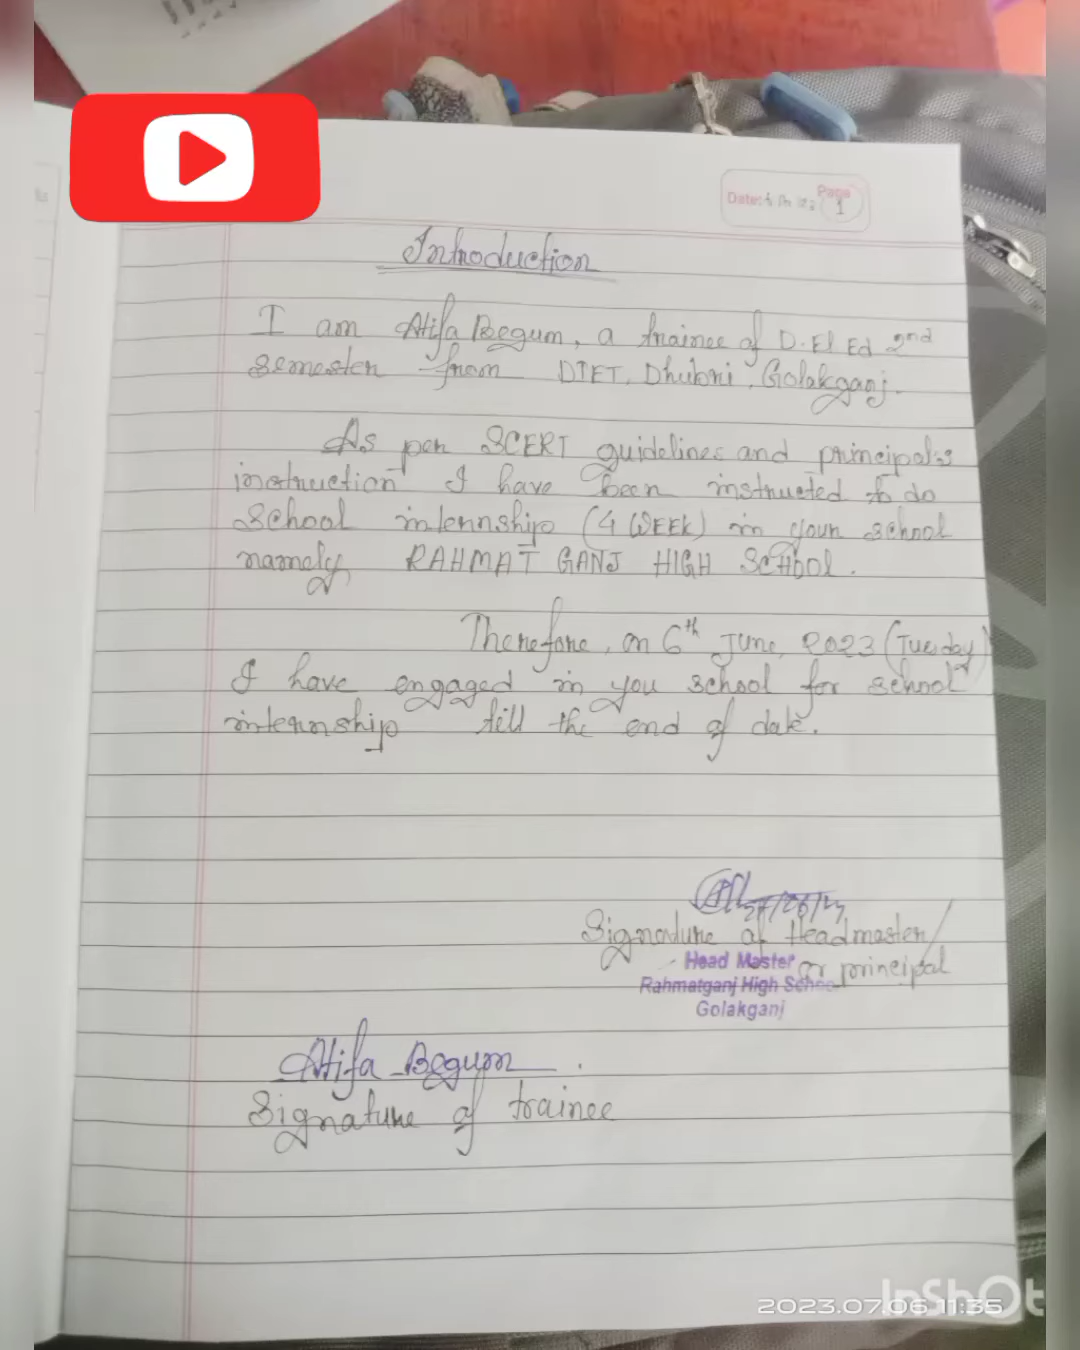 Date:
Page
1
Introduction
I am Atifa Begum, a trainee of D.El Ed 2nd
semester from DIET, Dhubri, Golakganj.
As per SCERT guidelines and principal's
instruction I have been instructed to do
School internship (4 WEEK) in your school
namely, RAHMAT GANJ HIGH SCHOOL.
Therefore, on 6th June, 2023 (Tuesday)
I have engaged in you school for school
internship till the end of date.
Signature of Headmaster/
or principal
Head Master
Rahmatganj High School
Golakganj
Atifa Begum
Signature of trainee
InShOt
2023.07.06 11:35